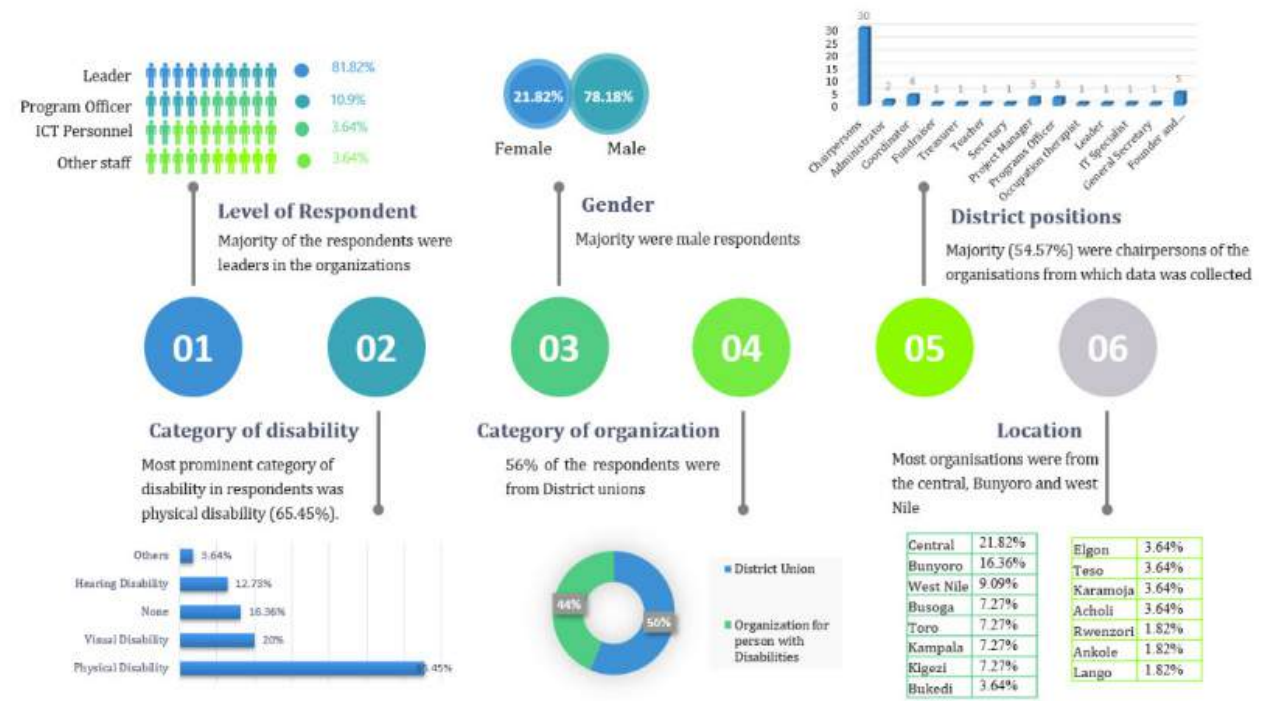 Leader 81.82%
Program Officer 10.9%
ICT Personnel 3.64%
Other staff 3.64%
Level of Respondent
Majority of the respondents were
leaders in the organizations
21.82% 78.18%
Female Male
Gender
Majority were male respondents
30
25
20
15
10
5
0
30
2
1
1
1
1
5
3
1
1
1
1
5
Chairpersons
Administrator
Coordinator
Fundraiser
Treasurer
Teacher
Secretary
Project Manager
Programs Officer
Occupation therapist
Leader
IT Specialist
General Secretary
Founder and...
District positions
Majority (54.57%) were chairpersons of the
organisations from which data was collected
01
02
03
04
05
06
Category of disability
Most prominent category of
disability in respondents was
physical disability (65.45%).
Others 3.64%
Hearing Disability 12.73%
None 16.36%
Visual Disability 20%
Physical Disability 65.45%
Category of organization
56% of the respondents were
from District unions
44%
56%
District Union
Organization for
person with
Disabilities
Location
Most organisations were from
the central, Bunyoro and west
Nile
Central 21.82%
Bunyoro 16.36%
West Nile 9.09%
Busoga 7.27%
Toro 7.27%
Kampala 7.27%
Kigezi 7.27%
Bukedi 3.64%
Elgon 3.64%
Teso 3.64%
Karamoja 3.64%
Acholi 3.64%
Rwenzori 1.82%
Ankole 1.82%
Lango 1.82%